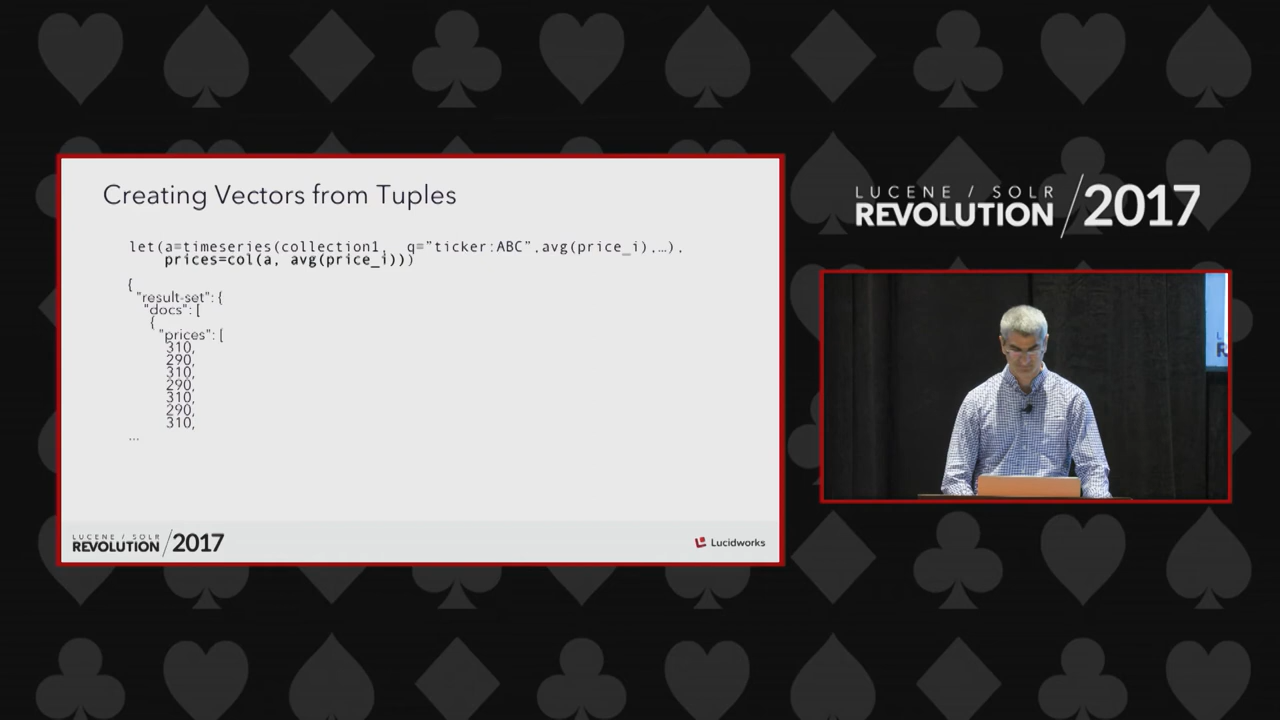 Creating Vectors from Tuples
let(a=timeseries(collection1,  q="ticker:ABC",avg(price_i),…),
prices=col(a, avg(price_i)))
{
"result-set": {
"docs": [
{
"prices": [
310,
290,
310,
290,
310,
290,
310,
...
LUCENE / SOLR
REVOLUTION / 2017
Lucidworks
LUCENE / SOLR
REVOLUTION / 2017